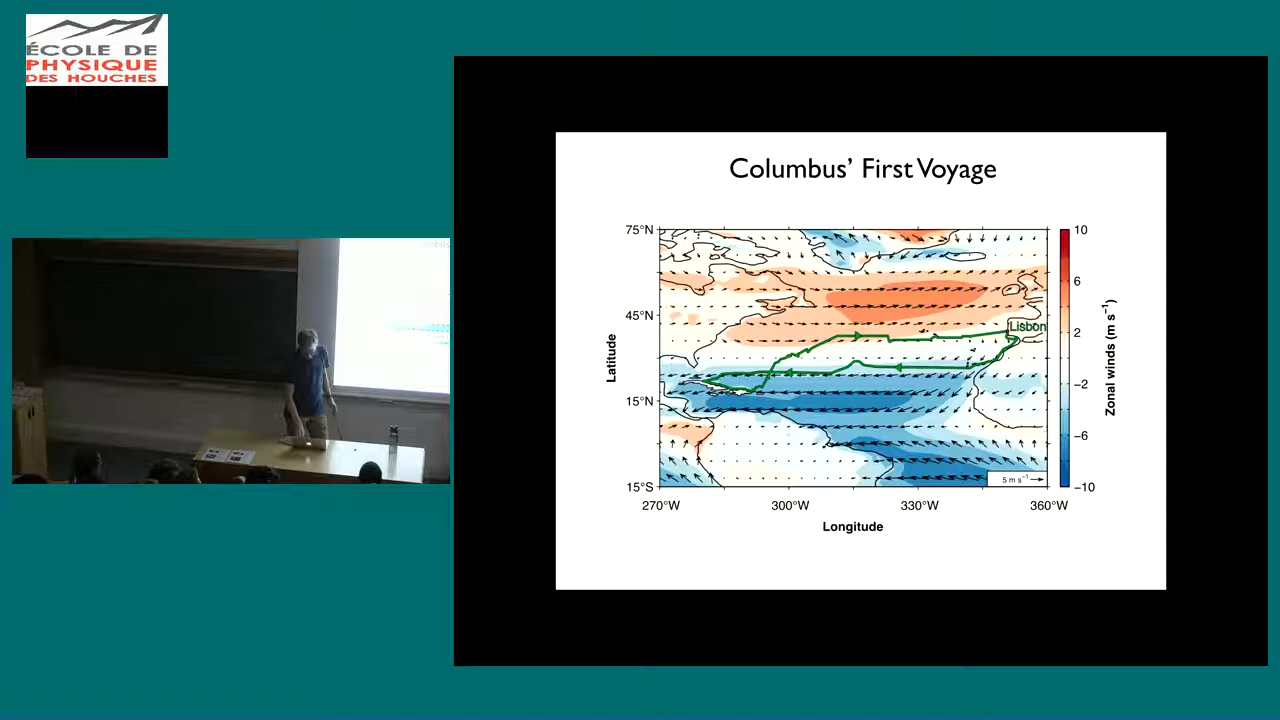 ÉCOLE DE
PHYSIQUE
DES HOUCHES
Columbus' First Voyage
75°N
45°N
15°N
15°S
Latitude
270°W
300°W
330°W
360°W
Longitude
Lisbon
5 m s⁻¹
10
6
2
−2
−6
−10
Zonal winds (m s⁻¹)